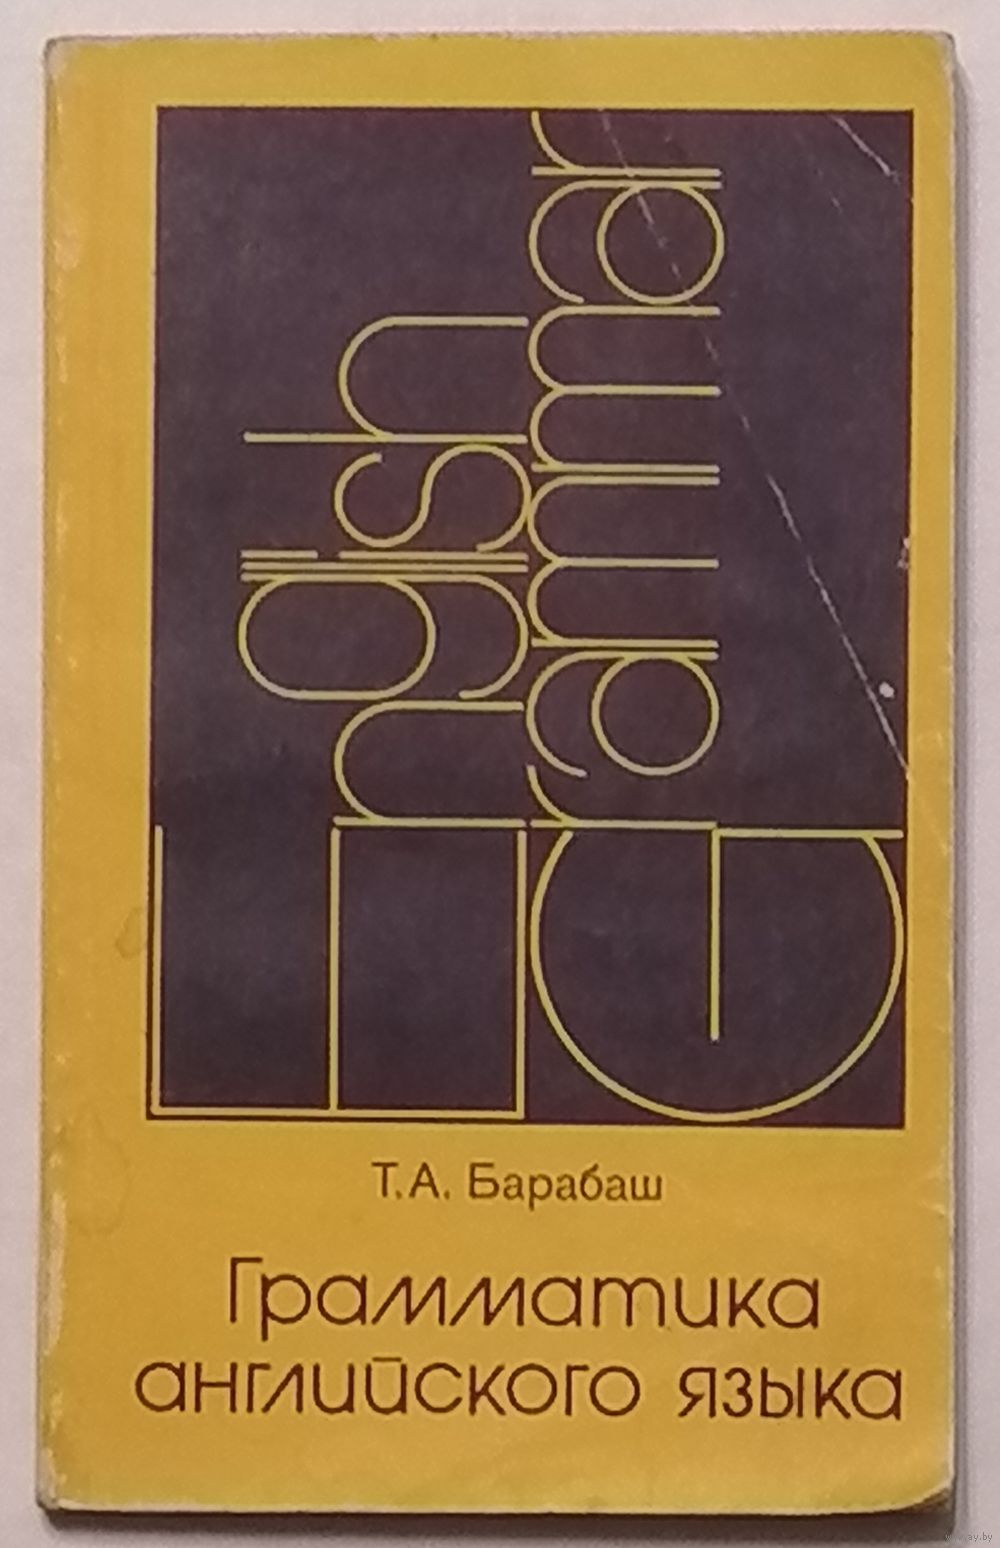 English
Grammar
Т.А. Барабаш
Грамматика
английского языка